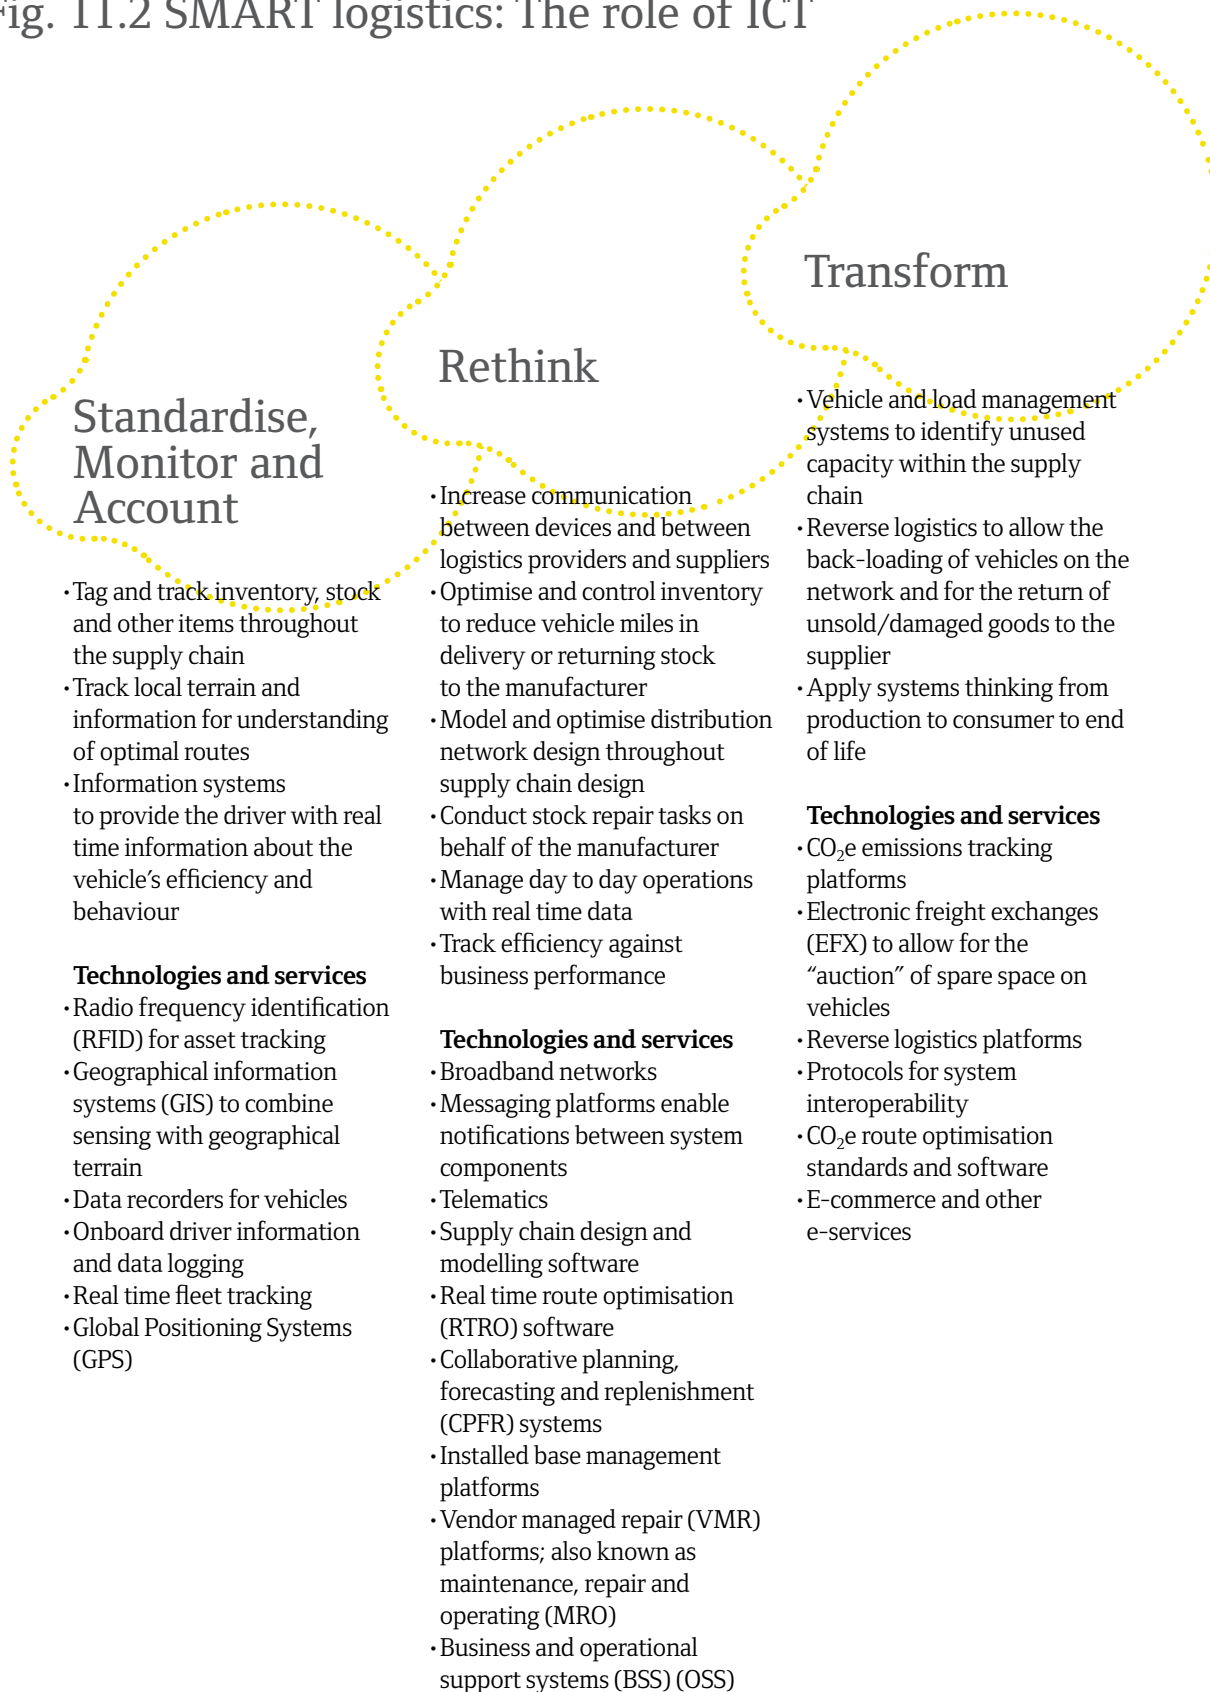 Fig. 11.2 SMART logistics: The role of ICT
Standardise,
Monitor and
Account
·Tag and track inventory, stock
and other items throughout
the supply chain
·Track local terrain and
information for understanding
of optimal routes
·Information systems
to provide the driver with real
time information about the
vehicle’s efficiency and
behaviour
Technologies and services
·Radio frequency identification
(RFID) for asset tracking
·Geographical information
systems (GIS) to combine
sensing with geographical
terrain
·Data recorders for vehicles
·Onboard driver information
and data logging
·Real time fleet tracking
·Global Positioning Systems
(GPS)
Rethink
·Increase communication
between devices and between
logistics providers and suppliers
·Optimise and control inventory
to reduce vehicle miles in
delivery or returning stock
to the manufacturer
·Model and optimise distribution
network design throughout
supply chain design
·Conduct stock repair tasks on
behalf of the manufacturer
·Manage day to day operations
with real time data
·Track efficiency against
business performance
Technologies and services
·Broadband networks
·Messaging platforms enable
notifications between system
components
·Telematics
·Supply chain design and
modelling software
·Real time route optimisation
(RTRO) software
·Collaborative planning,
forecasting and replenishment
(CPFR) systems
·Installed base management
platforms
·Vendor managed repair (VMR)
platforms; also known as
maintenance, repair and
operating (MRO)
·Business and operational
support systems (BSS) (OSS)
Transform
·Vehicle and load management
systems to identify unused
capacity within the supply
chain
·Reverse logistics to allow the
back-loading of vehicles on the
network and for the return of
unsold/damaged goods to the
supplier
·Apply systems thinking from
production to consumer to end
of life
Technologies and services
·CO₂e emissions tracking
platforms
·Electronic freight exchanges
(EFX) to allow for the
“auction” of spare space on
vehicles
·Reverse logistics platforms
·Protocols for system
interoperability
·CO₂e route optimisation
standards and software
·E-commerce and other
e-services